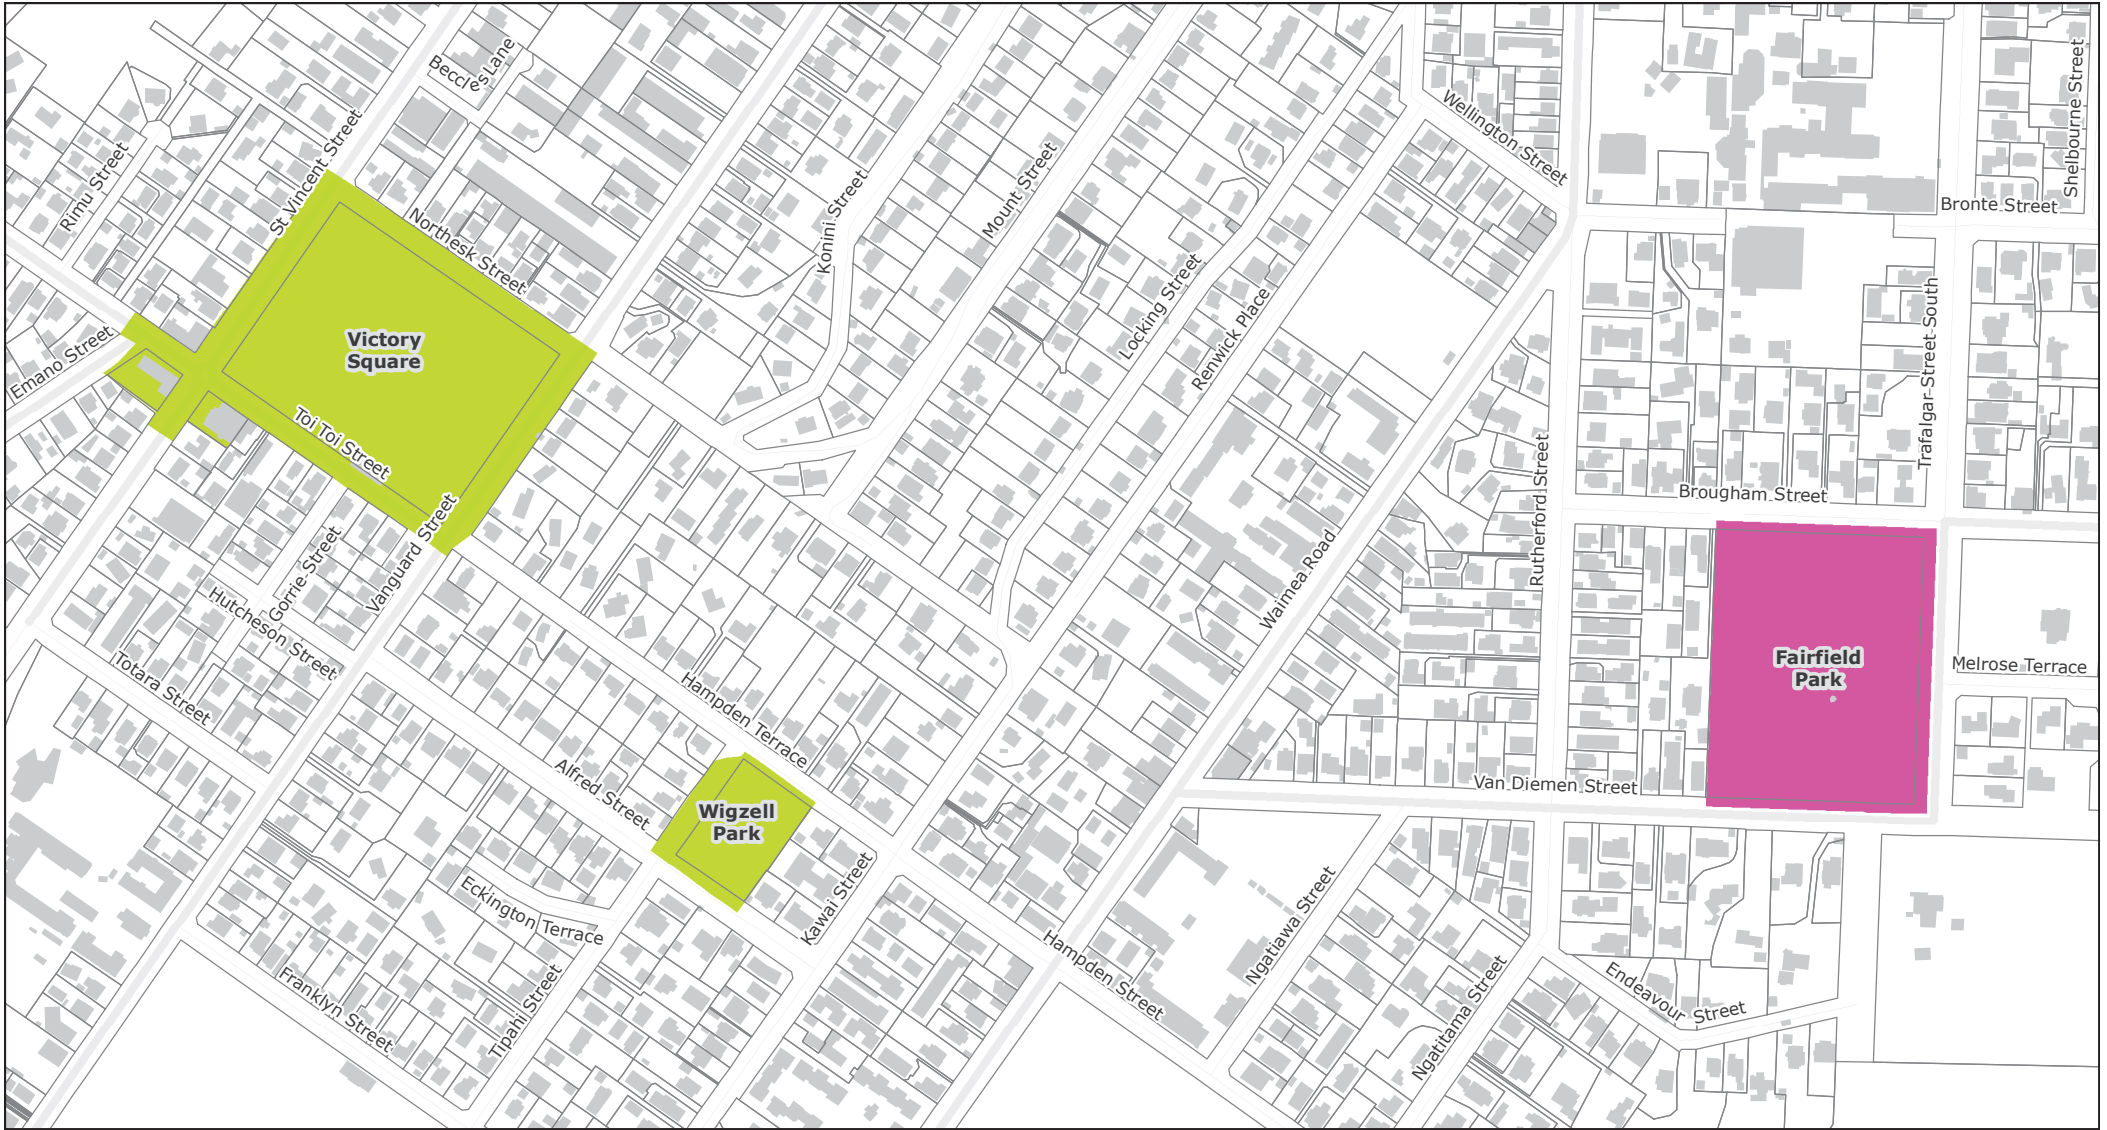 Beccles Lane
Shelbourne Street
Wellington Street
Rimu Street
St Vincent Street
Mount Street
Konini Street
Bronte Street
Northesk Street
Locking Street
Renwick Place
Trafalgar Street South
Emano Street
Victory
Square
Toi Toi Street
Rutherford Street
Brougham Street
Vanguard Street
Gorrie Street
Waimea Road
Hutcheson Street
Fairfield
Park
Melrose Terrace
Totara Street
Hampden Terrace
Alfred Street
Van Diemen Street
Wigzell
Park
Kawai Street
Eckington Terrace
Ngatiawa Street
Hampden Street
Franklyn Street
Tipahi Street
Ngatitama Street
Endeavour Street